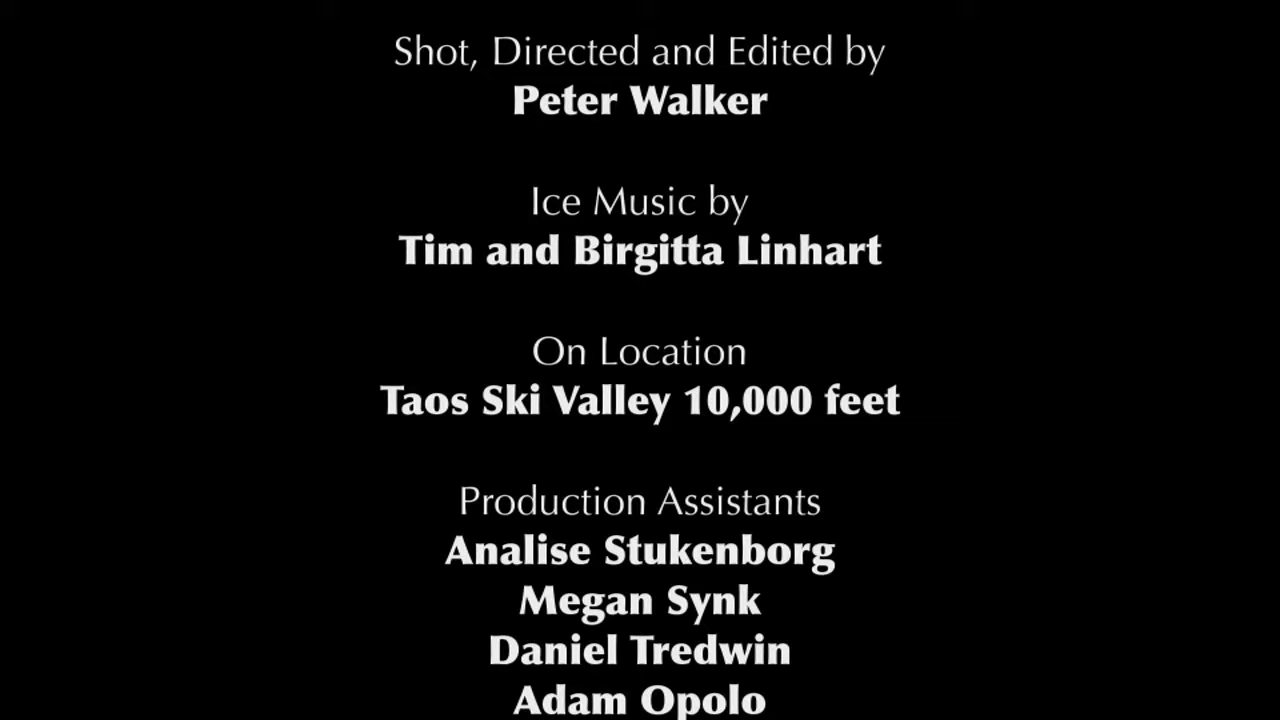 Shot, Directed and Edited by
Peter Walker
Ice Music by
Tim and Birgitta Linhart
On Location
Taos Ski Valley 10,000 feet
Production Assistants
Analise Stukenborg
Megan Synk
Daniel Tredwin
Adam Opolo